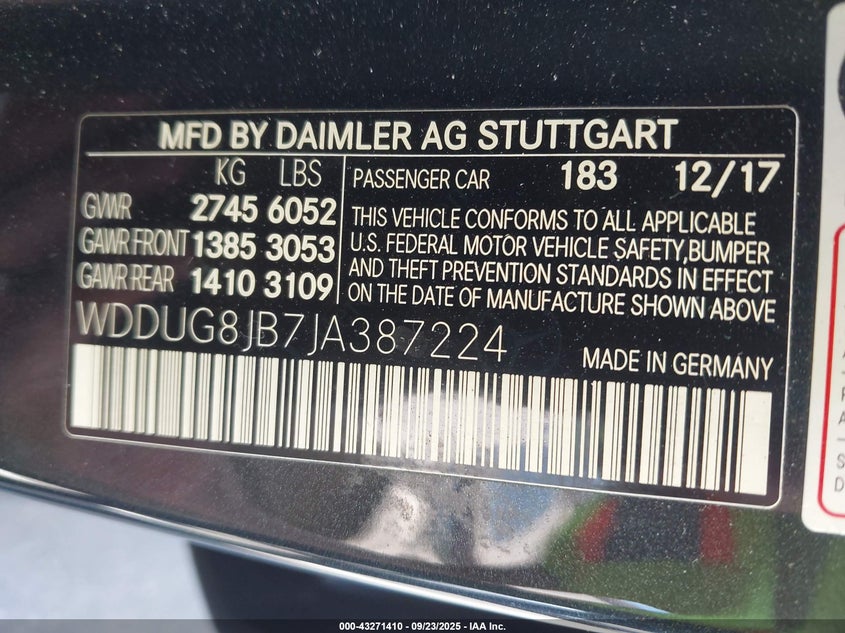 MFD BY DAIMLER AG STUTTGART
KG LBS
GVWR 2745 6052
GAWR FRONT 1385 3053
GAWR REAR 1410 3109
PASSENGER CAR 183 12/17
THIS VEHICLE CONFORMS TO ALL APPLICABLE
U.S. FEDERAL MOTOR VEHICLE SAFETY,BUMPER
AND THEFT PREVENTION STANDARDS IN EFFECT
ON THE DATE OF MANUFACTURE SHOWN ABOVE
WDDUG8JB7JA387224
MADE IN GERMANY
000-43271410 - 09/23/2025 - IAA Inc.